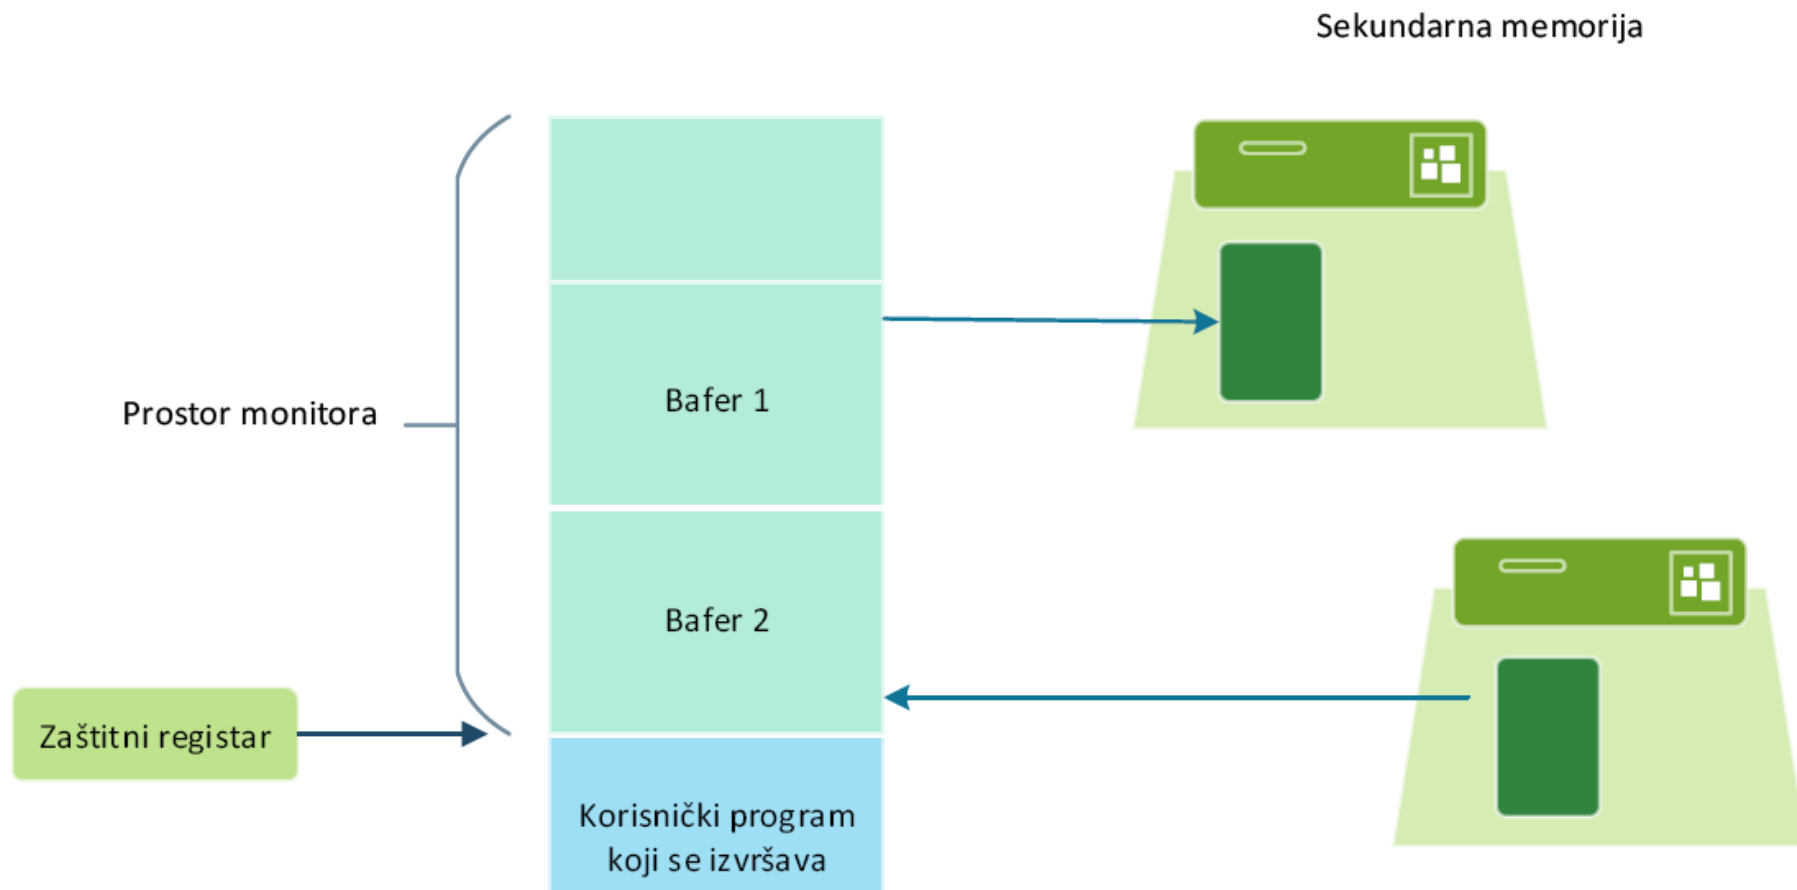 Sekundarna memorija
Bafer 1
Prostor monitora
Bafer 2
Zaštitni registar
Korisnički program
koji se izvršava